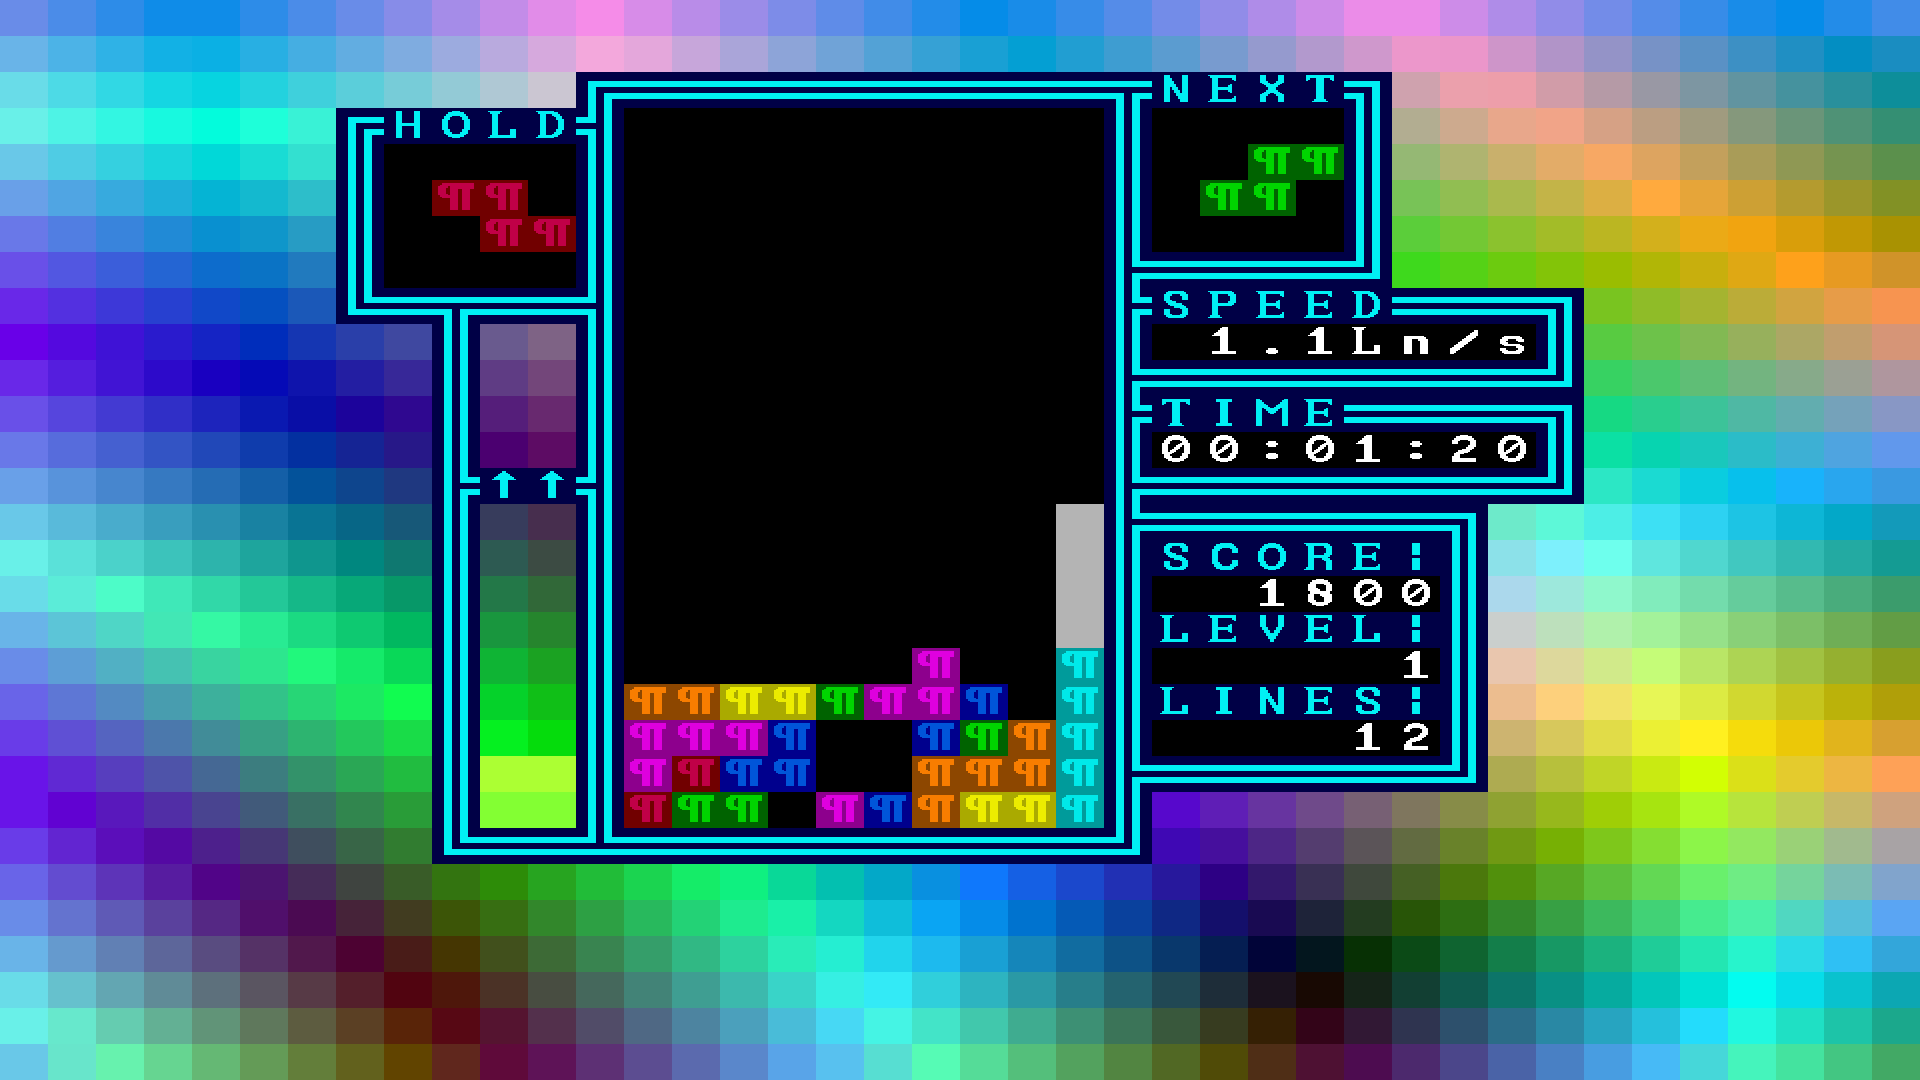 HOLD
NEXT
SPEED
1.1Ln/s
TIME
00:01:20
SCORE:
1800
LEVEL:
1
LINES:
12